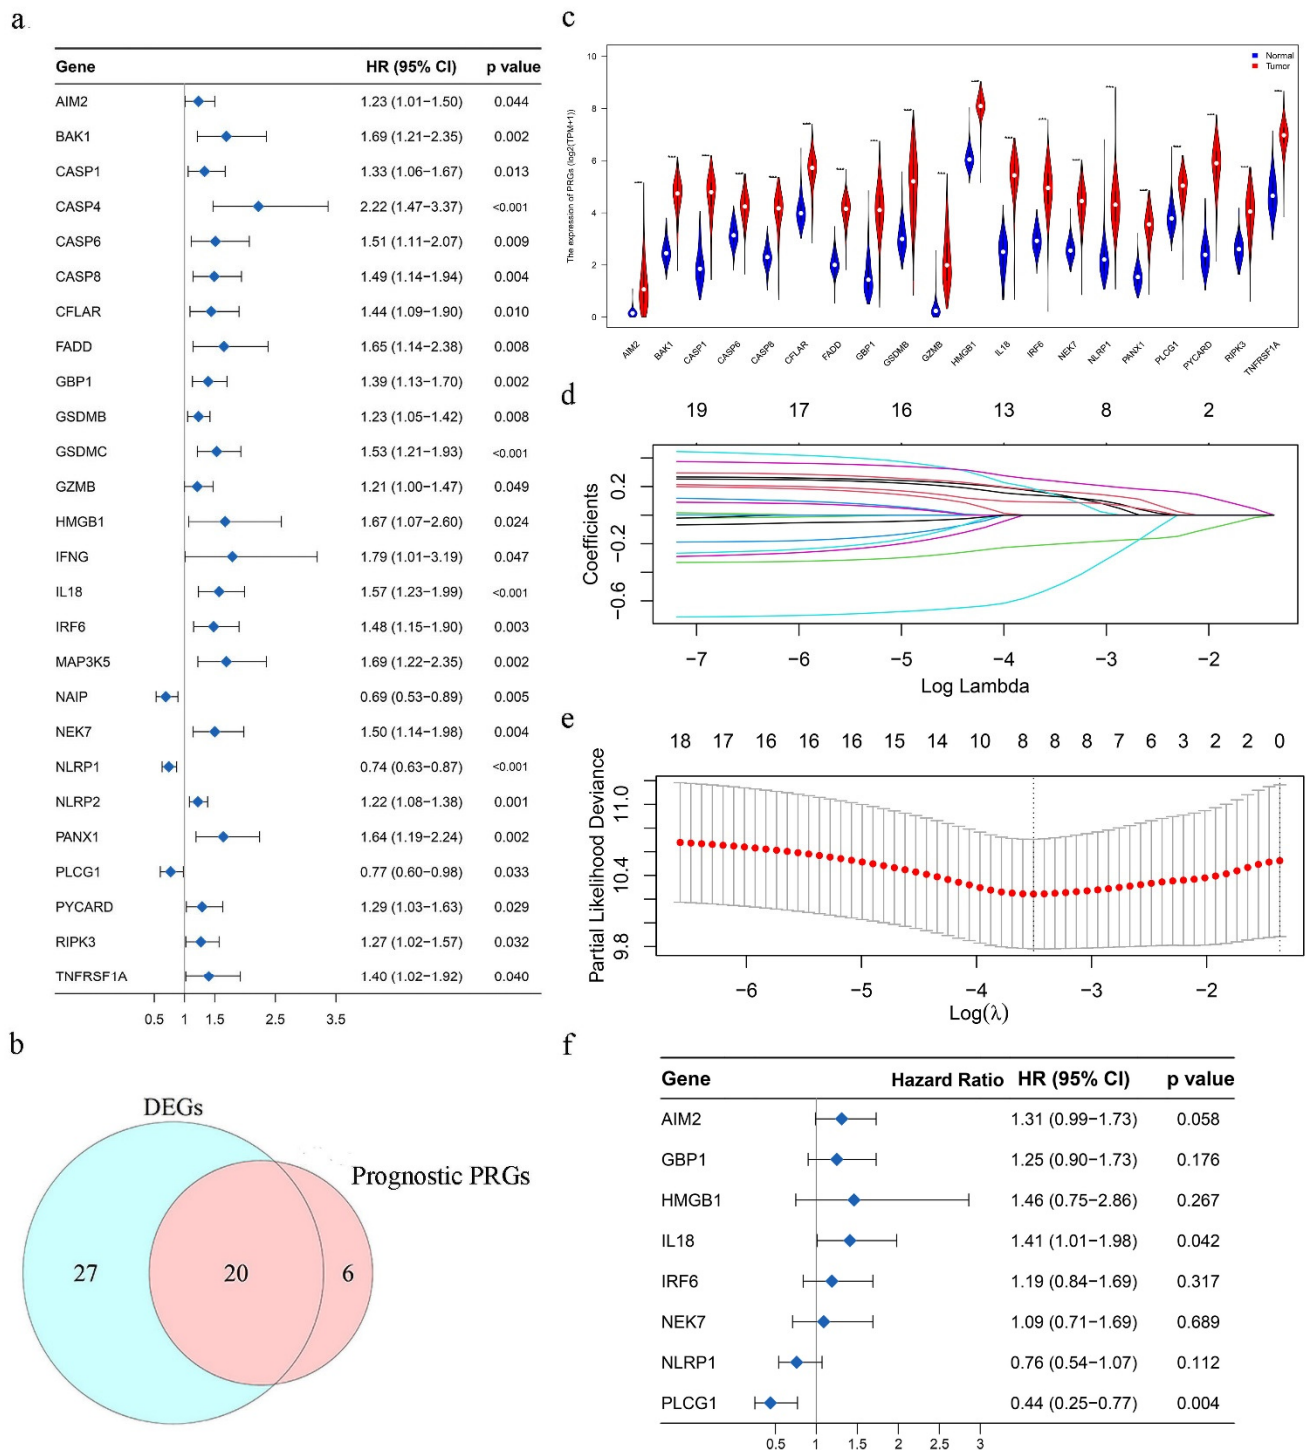 a
Gene HR (95% CI) p value
AIM2 1.23 (1.01−1.50) 0.044
BAK1 1.69 (1.21−2.35) 0.002
CASP1 1.33 (1.06−1.67) 0.013
CASP4 2.22 (1.47−3.37) <0.001
CASP6 1.51 (1.11−2.07) 0.009
CASP8 1.49 (1.14−1.94) 0.004
CFLAR 1.44 (1.09−1.90) 0.010
FADD 1.65 (1.14−2.38) 0.008
GBP1 1.39 (1.13−1.70) 0.002
GSDMB 1.23 (1.05−1.42) 0.008
GSDMC 1.53 (1.21−1.93) <0.001
GZMB 1.21 (1.00−1.47) 0.049
HMGB1 1.67 (1.07−2.60) 0.024
IFNG 1.79 (1.01−3.19) 0.047
IL18 1.57 (1.23−1.99) <0.001
IRF6 1.48 (1.15−1.90) 0.003
MAP3K5 1.69 (1.22−2.35) 0.002
NAIP 0.69 (0.53−0.89) 0.005
NEK7 1.50 (1.14−1.98) 0.004
NLRP1 0.74 (0.63−0.87) <0.001
NLRP2 1.22 (1.08−1.38) 0.001
PANX1 1.64 (1.19−2.24) 0.002
PLCG1 0.77 (0.60−0.98) 0.033
PYCARD 1.29 (1.03−1.63) 0.029
RIPK3 1.27 (1.02−1.57) 0.032
TNFRSF1A 1.40 (1.02−1.92) 0.040
0.5 1 1.5 2.5 3.5
b
DEGs
Prognostic PRGs
27 20 6
c
Normal
Tumor
The expression of PRGs (log2(TPM+1))
10
8
6
4
2
0
AIM2 BAK1 CASP1 CASP6 CASP8 CFLAR FADD GBP1 GSDMB GZMB HMGB1 IL18 IRF6 NEK7 NLRP1 PANX1 PLCG1 PYCARD RIPK3 TNFRSF1A
d
19 17 16 13 8 2
Coefficients
0.2
−0.2
−0.6
−7 −6 −5 −4 −3 −2
Log Lambda
e
18 17 16 16 16 15 14 10 8 8 8 7 6 3 2 2 0
Partial Likelihood Deviance
11.0
10.4
9.8
−6 −5 −4 −3 −2
Log(λ)
f
Gene Hazard Ratio HR (95% CI) p value
AIM2 1.31 (0.99−1.73) 0.058
GBP1 1.25 (0.90−1.73) 0.176
HMGB1 1.46 (0.75−2.86) 0.267
IL18 1.41 (1.01−1.98) 0.042
IRF6 1.19 (0.84−1.69) 0.317
NEK7 1.09 (0.71−1.69) 0.689
NLRP1 0.76 (0.54−1.07) 0.112
PLCG1 0.44 (0.25−0.77) 0.004
0.5 1 1.5 2 2.5 3